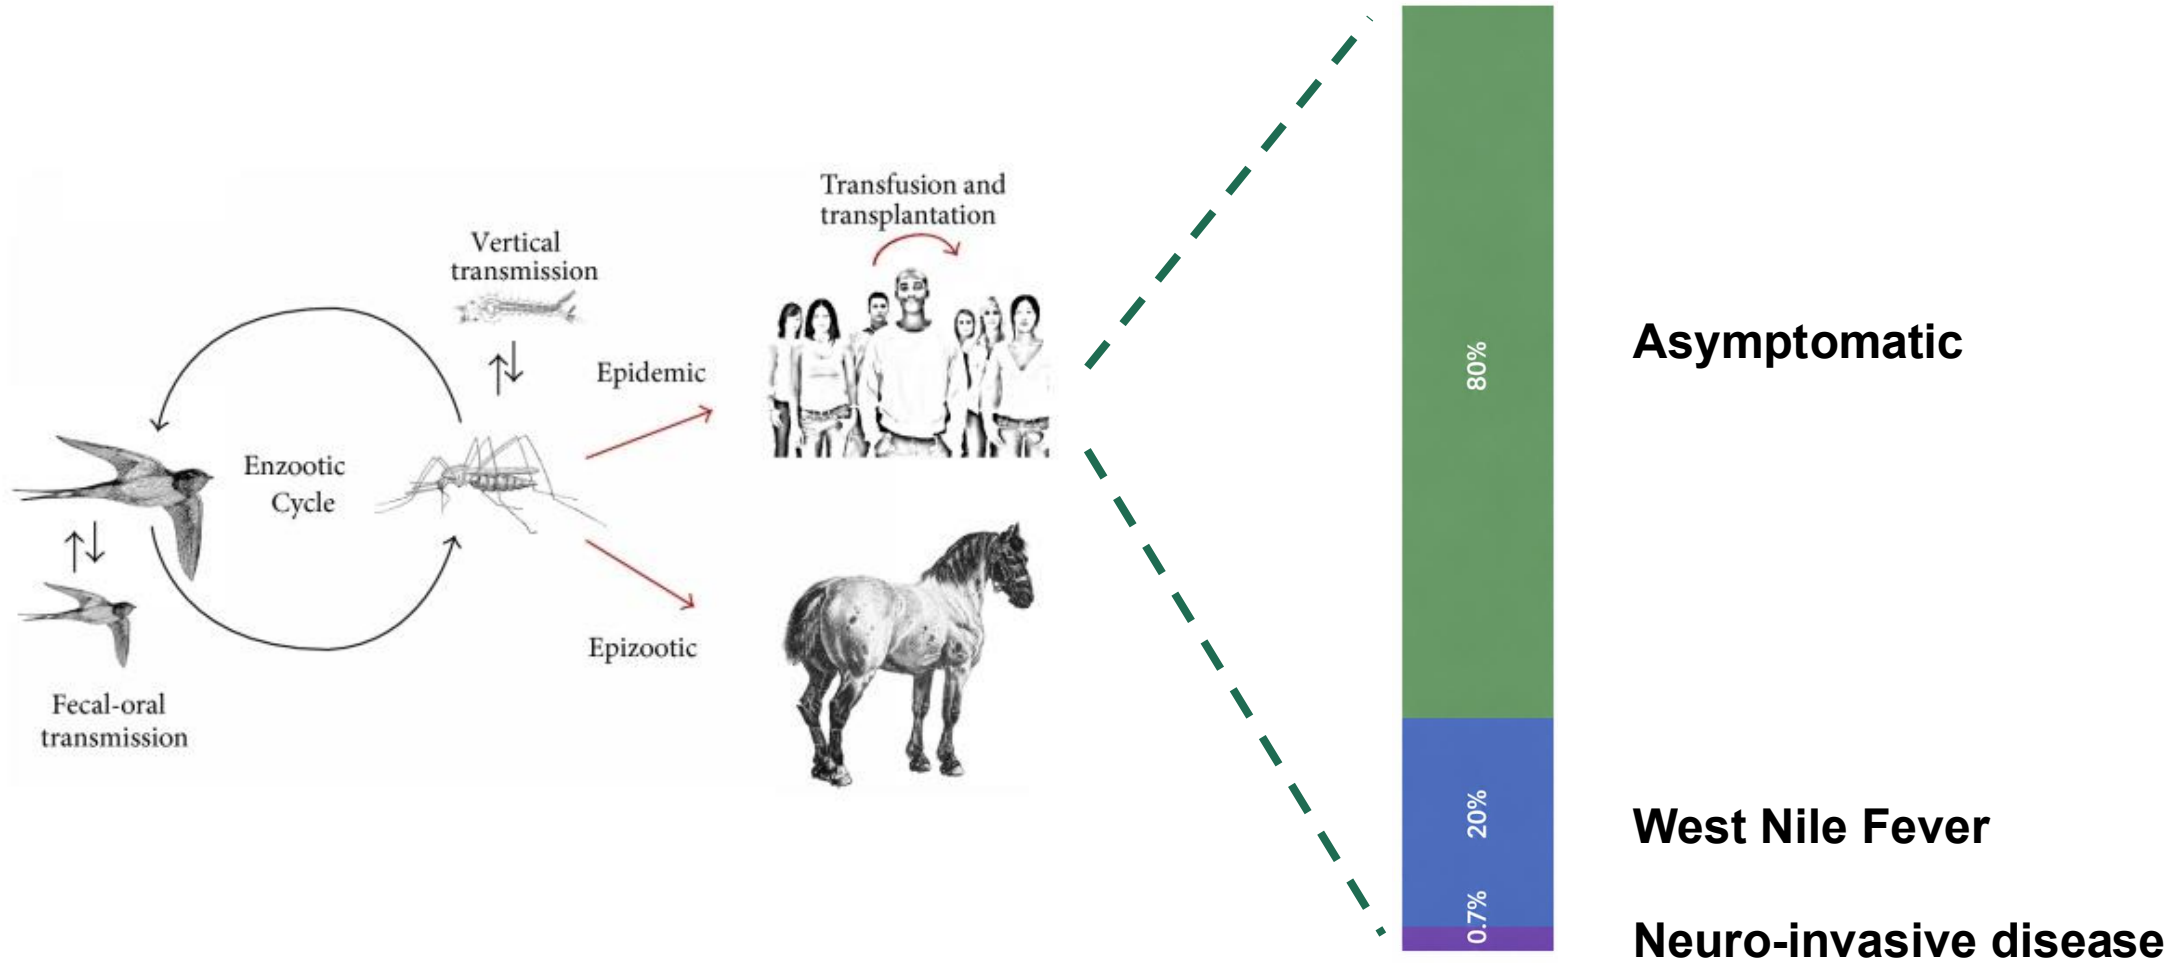 Transfusion and
transplantation
Vertical
transmission
Epidemic
Enzootic
Cycle
Epizootic
Fecal-oral
transmission
80%
Asymptomatic
20%
West Nile Fever
0.7%
Neuro-invasive disease